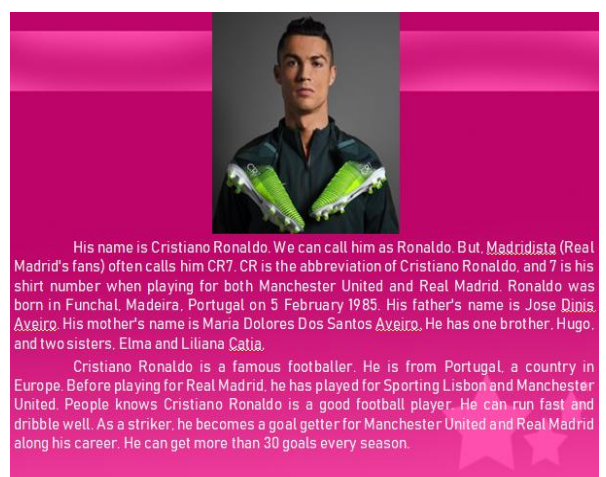 His name is Cristiano Ronaldo. We can call him as Ronaldo. But, Madridista (Real
Madrid's fans) often calls him CR7. CR is the abbreviation of Cristiano Ronaldo, and 7 is his
shirt number when playing for both Manchester United and Real Madrid. Ronaldo was
born in Funchal, Madeira, Portugal on 5 February 1985. His father's name is Jose Dinis
Aveiro. His mother's name is Maria Dolores Dos Santos Aveiro. He has one brother, Hugo,
and two sisters, Elma and Liliana Catia.
Cristiano Ronaldo is a famous footballer. He is from Portugal, a country in
Europe. Before playing for Real Madrid, he has played for Sporting Lisbon and Manchester
United. People knows Cristiano Ronaldo is a good football player. He can run fast and
dribble well. As a striker, he becomes a goal getter for Manchester United and Real Madrid
along his career. He can get more than 30 goals every season.